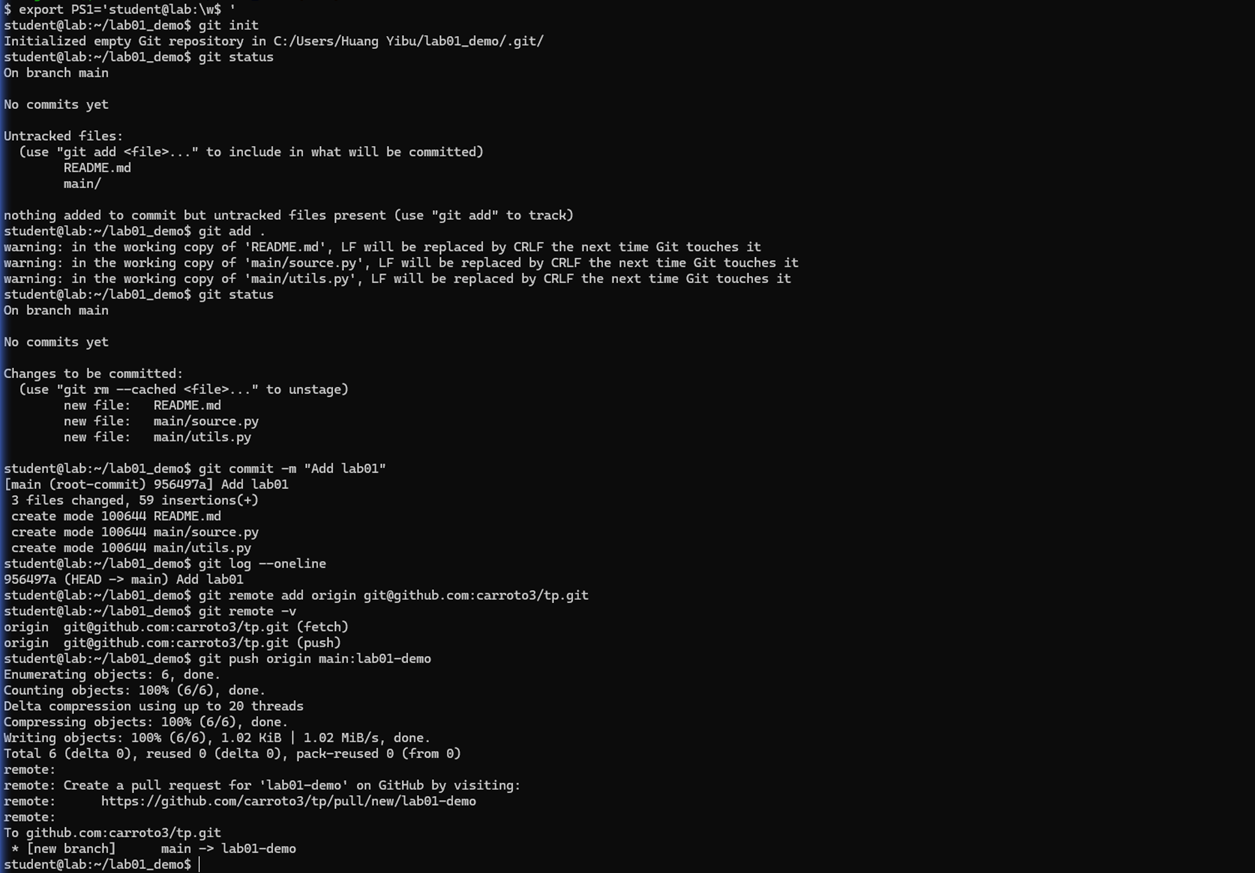 $ export PS1='student@lab:\w$ '
student@lab:~/lab01_demo$ git init
Initialized empty Git repository in C:/Users/Huang Yibu/lab01_demo/.git/
student@lab:~/lab01_demo$ git status
On branch main

No commits yet

Untracked files:
  (use "git add <file>..." to include in what will be committed)
        README.md
        main/

nothing added to commit but untracked files present (use "git add" to track)
student@lab:~/lab01_demo$ git add .
warning: in the working copy of 'README.md', LF will be replaced by CRLF the next time Git touches it
warning: in the working copy of 'main/source.py', LF will be replaced by CRLF the next time Git touches it
warning: in the working copy of 'main/utils.py', LF will be replaced by CRLF the next time Git touches it
student@lab:~/lab01_demo$ git status
On branch main

No commits yet

Changes to be committed:
  (use "git rm --cached <file>..." to unstage)
        new file:   README.md
        new file:   main/source.py
        new file:   main/utils.py

student@lab:~/lab01_demo$ git commit -m "Add lab01"
[main (root-commit) 956497a] Add lab01
 3 files changed, 59 insertions(+)
 create mode 100644 README.md
 create mode 100644 main/source.py
 create mode 100644 main/utils.py
student@lab:~/lab01_demo$ git log --oneline
956497a (HEAD -> main) Add lab01
student@lab:~/lab01_demo$ git remote add origin git@github.com:carroto3/tp.git
student@lab:~/lab01_demo$ git remote -v
origin  git@github.com:carroto3/tp.git (fetch)
origin  git@github.com:carroto3/tp.git (push)
student@lab:~/lab01_demo$ git push origin main:lab01-demo
Enumerating objects: 6, done.
Counting objects: 100% (6/6), done.
Delta compression using up to 20 threads
Compressing objects: 100% (6/6), done.
Writing objects: 100% (6/6), 1.02 KiB | 1.02 MiB/s, done.
Total 6 (delta 0), reused 0 (delta 0), pack-reused 0 (from 0)
remote:
remote: Create a pull request for 'lab01-demo' on GitHub by visiting:
remote:      https://github.com/carroto3/tp/pull/new/lab01-demo
remote:
To github.com:carroto3/tp.git
 * [new branch]      main -> lab01-demo
student@lab:~/lab01_demo$